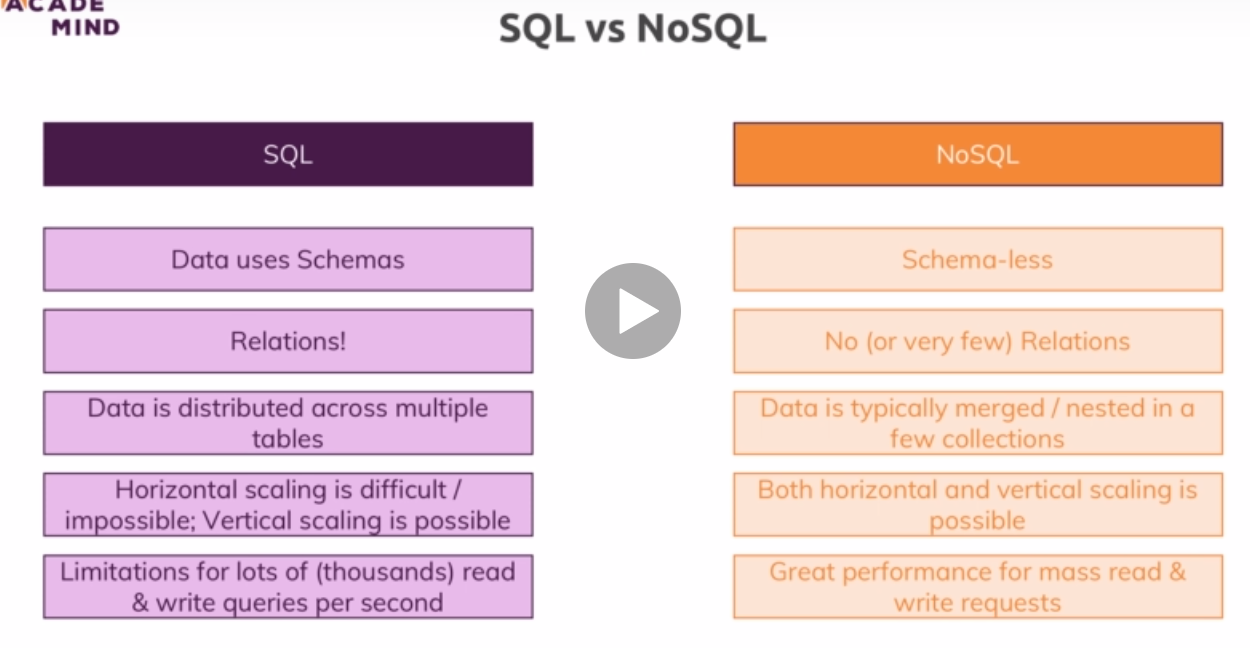 ACADE
MIND
SQL vs NoSQL
SQL
Data uses Schemas
Relations!
Data is distributed across multiple
tables
Horizontal scaling is difficult /
impossible; Vertical scaling is possible
Limitations for lots of (thousands) read
& write queries per second
NoSQL
Schema-less
No (or very few) Relations
Data is typically merged / nested in a
few collections
Both horizontal and vertical scaling is
possible
Great performance for mass read &
write requests